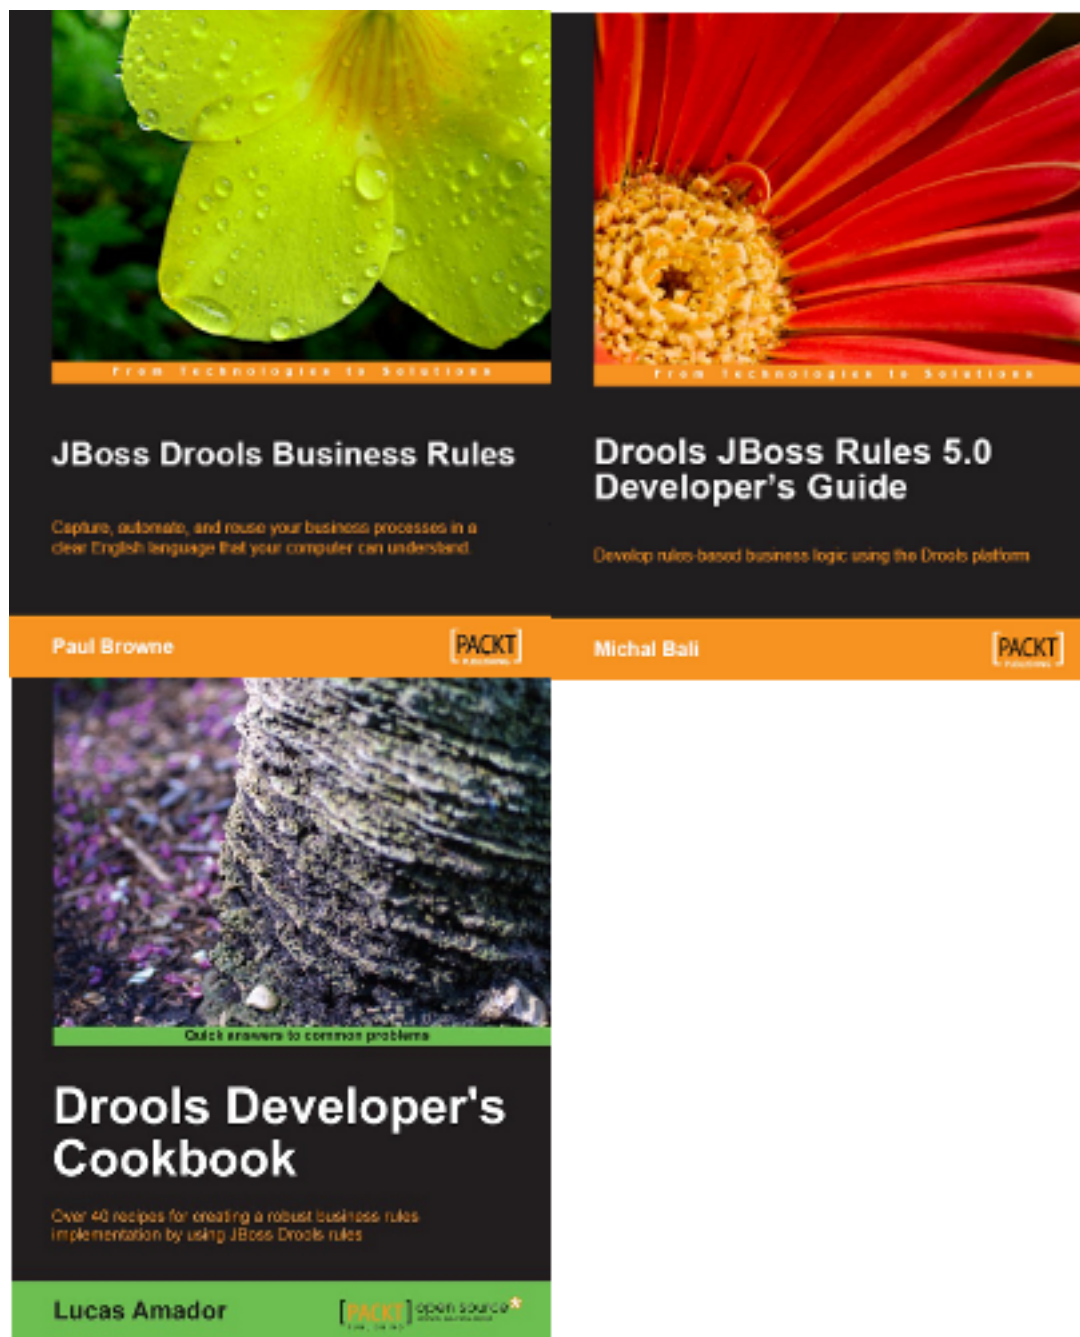 From Technologies to Solutions
JBoss Drools Business Rules
Capture, automate, and reuse your business processes in a
clear English language that your computer can understand.
Paul Browne
[PACKT]
PUBLISHING
From Technologies to Solutions
Drools JBoss Rules 5.0
Developer’s Guide
Develop rules-based business logic using the Drools platform
Michal Bali
[PACKT]
PUBLISHING
Quick answers to common problems
Drools Developer's
Cookbook
Over 40 recipes for creating a robust business rules
implementation by using JBoss Drools rules
Lucas Amador
[PACKT] open source*
PUBLISHING